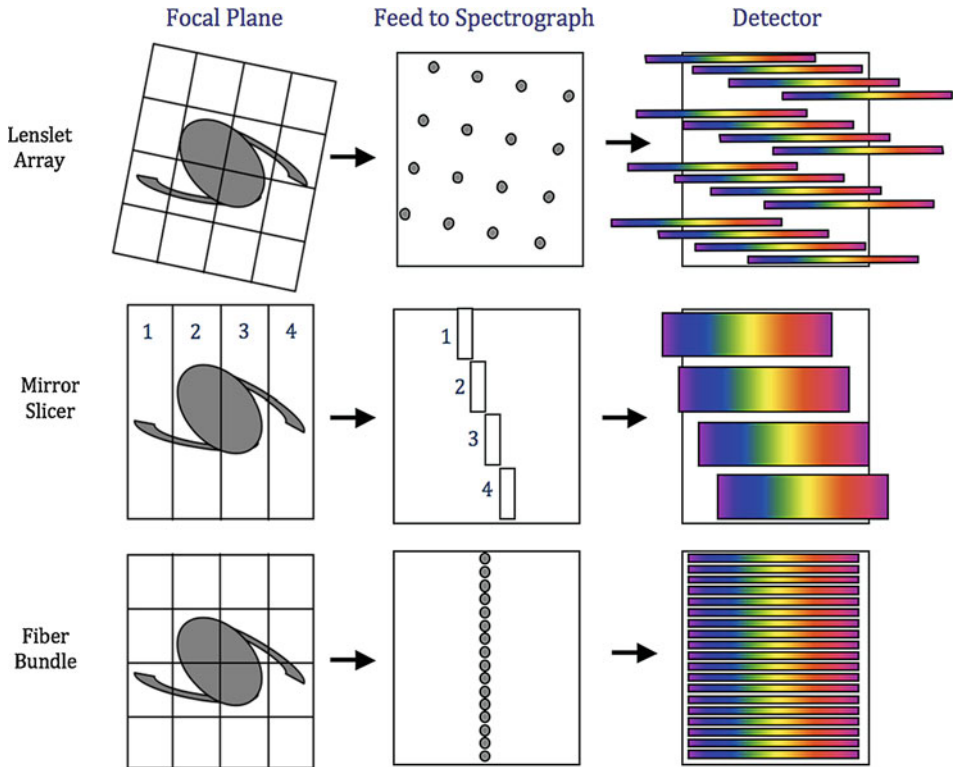 Focal Plane
Feed to Spectrograph
Detector
Lenslet
Array
1 2 3 4
1
2
3
4
Mirror
Slicer
Fiber
Bundle